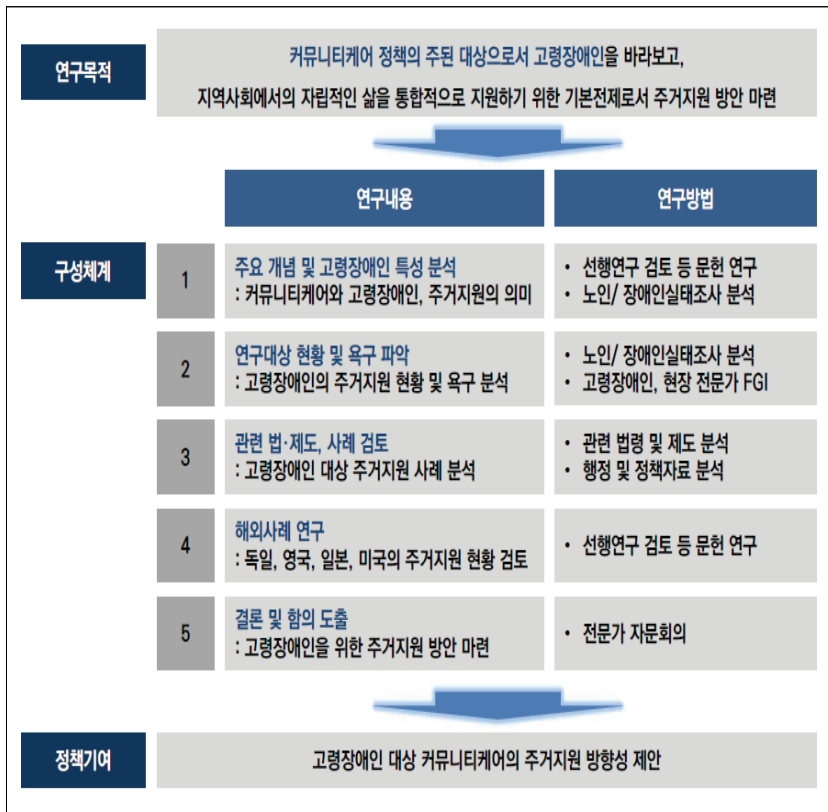 연구목적
커뮤니티케어 정책의 주된 대상으로서 고령장애인을 바라보고,
지역사회에서의 자립적인 삶을 통합적으로 지원하기 위한 기본전제로서 주거지원 방안 마련
연구내용
연구방법
구성체계
1
주요 개념 및 고령장애인 특성 분석
: 커뮤니티케어와 고령장애인, 주거지원의 의미
• 선행연구 검토 등 문헌 연구
• 노인/ 장애인실태조사 분석
2
연구대상 현황 및 욕구 파악
: 고령장애인의 주거지원 현황 및 욕구 분석
• 노인/ 장애인실태조사 분석
• 고령장애인, 현장 전문가 FGI
3
관련 법·제도, 사례 검토
: 고령장애인 대상 주거지원 사례 분석
• 관련 법령 및 제도 분석
• 행정 및 정책자료 분석
4
해외사례 연구
: 독일, 영국, 일본, 미국의 주거지원 현황 검토
• 선행연구 검토 등 문헌 연구
5
결론 및 함의 도출
: 고령장애인을 위한 주거지원 방안 마련
• 전문가 자문회의
정책기여
고령장애인 대상 커뮤니티케어의 주거지원 방향성 제안